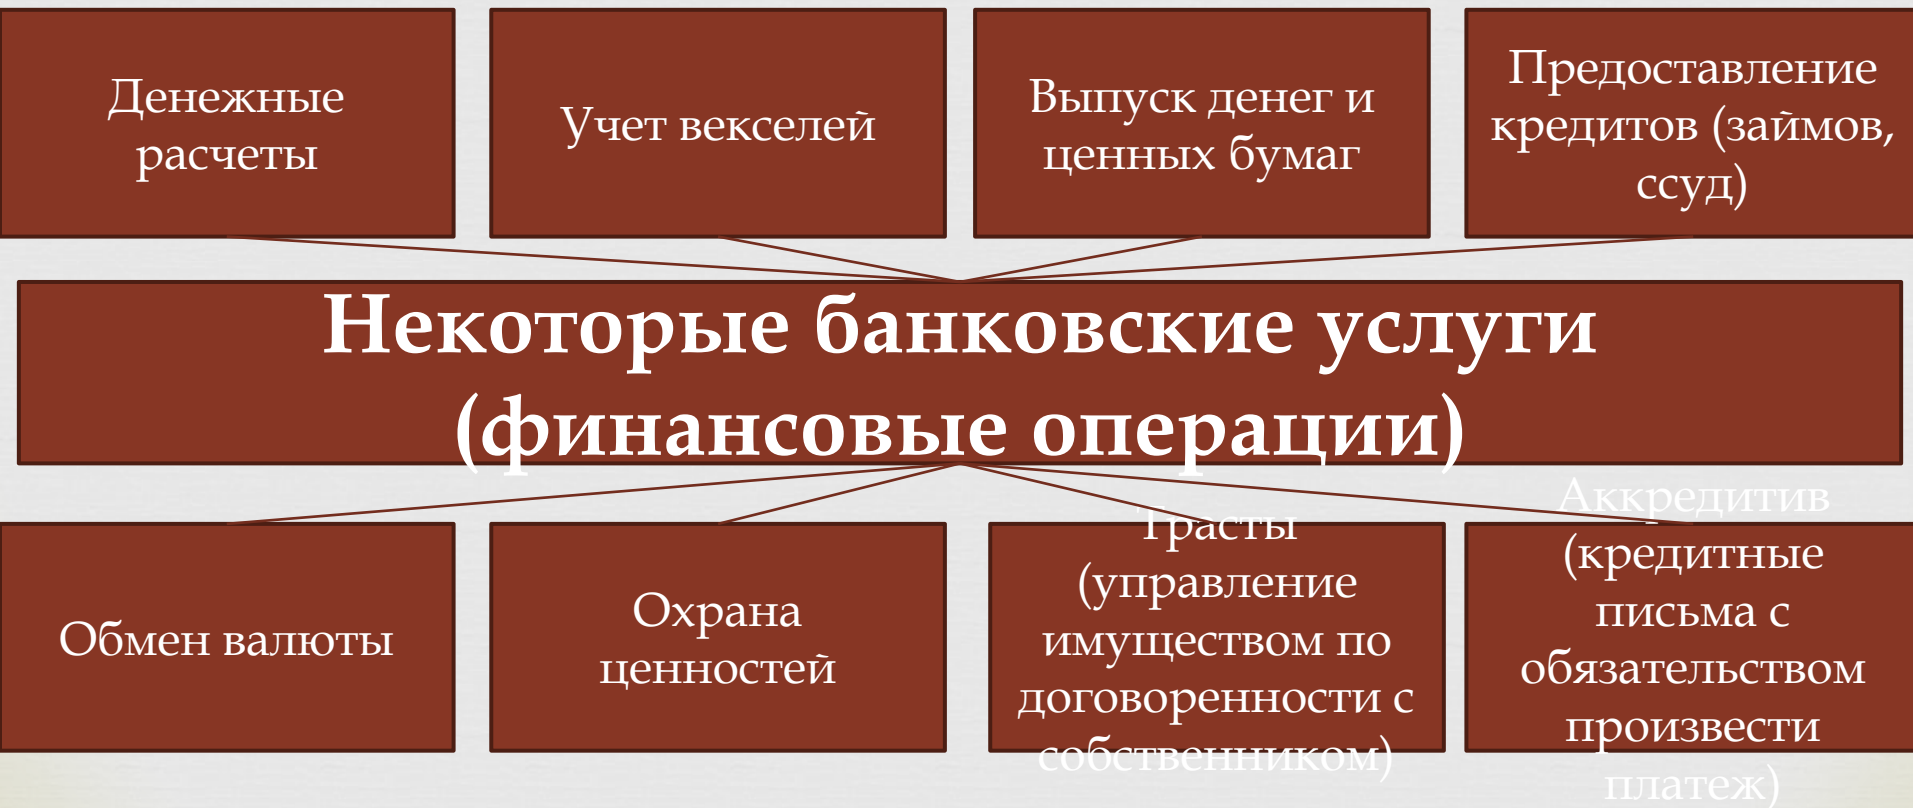 Денежные
расчеты
Учет векселей
Выпуск денег и
ценных бумаг
Предоставление
кредитов (займов,
ссуд)
Некоторые банковские услуги
(финансовые операции)
Обмен валюты
Охрана
ценностей
Трасты
(управление
имуществом по
договоренности с
собственником)
Аккредитив
(кредитные
письма с
обязательством
произвести
платеж)